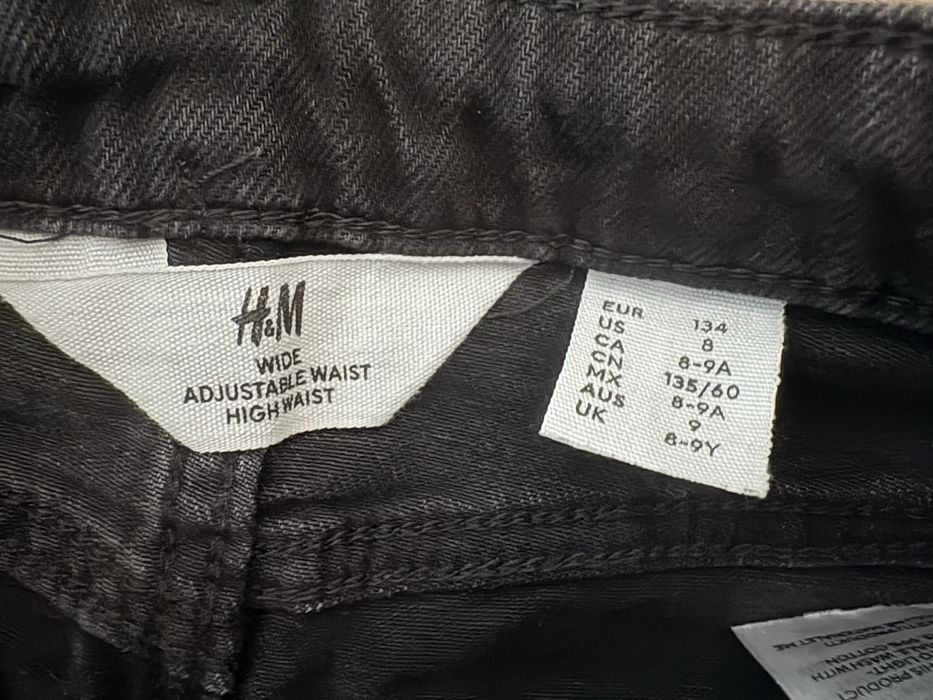 H&M
WIDE
ADJUSTABLE WAIST
HIGH WAIST
EUR 134
US 8
CA 8-9A
CN 135/60
MX 8-9A
AUS 9
UK 8-9Y